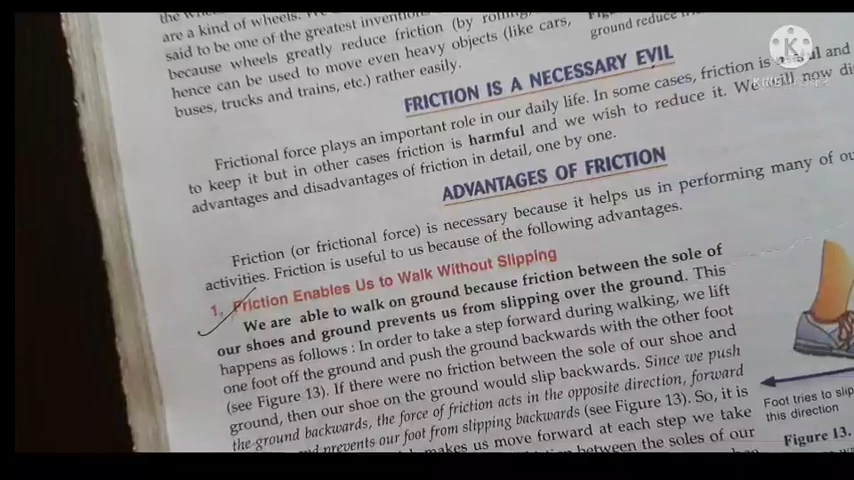 are a kind of wheels.
said to be one of the greatest inventions
because wheels greatly reduce friction (by rolling)
hence can be used to move even heavy objects (like cars,
buses, trucks and trains, etc.) rather easily.
ground reduce
FRICTION IS A NECESSARY EVIL
Frictional force plays an important role in our daily life. In some cases, friction is and
to keep it but in other cases friction is harmful and we wish to reduce it. We will now
advantages and disadvantages of friction in detail, one by one.
ADVANTAGES OF FRICTION
Friction (or frictional force) is necessary because it helps us in performing many of
activities. Friction is useful to us because of the following advantages.
1. Friction Enables Us to Walk Without Slipping
We are able to walk on ground because friction between the sole of
our shoes and ground prevents us from slipping over the ground. This
happens as follows : In order to take a step forward during walking, we lift
one foot off the ground and push the ground backwards with the other foot
(see Figure 13). If there were no friction between the sole of our shoe and
ground, then our shoe on the ground would slip backwards. Since we push
the ground backwards, the force of friction acts in the opposite direction, forward
prevents our foot from slipping backwards (see Figure 13). So, it is
makes us move forward at each step we take
between the soles of our
Foot tries to slip
this direction
Figure 13.
K